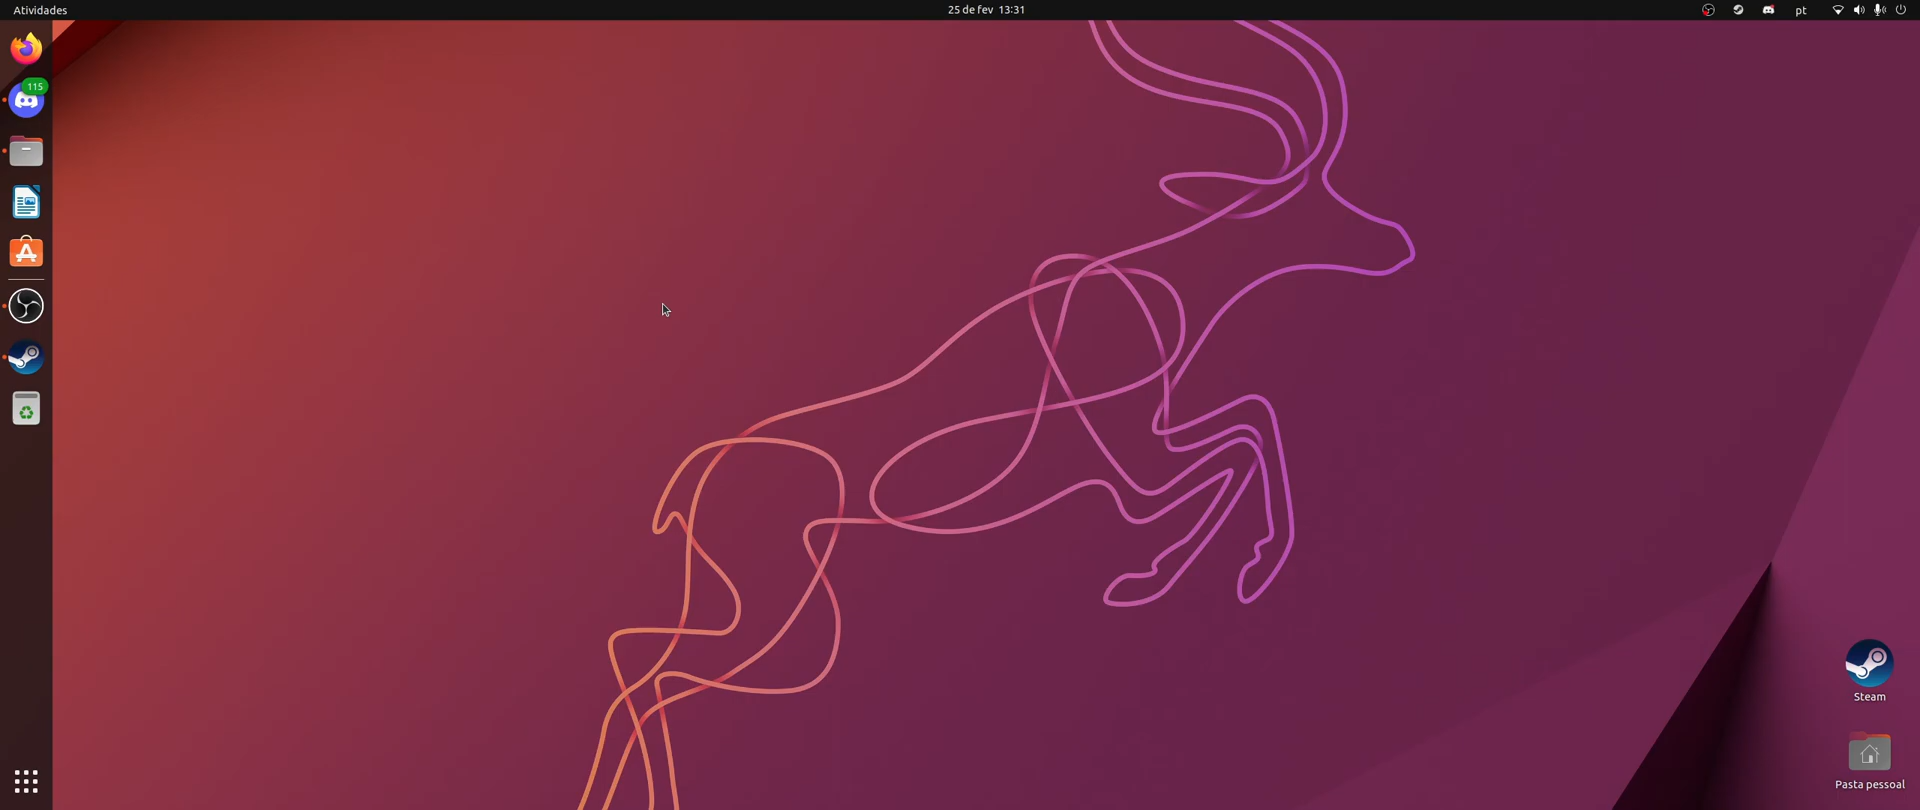 Atividades
25 de fev 13:31
pt
115
Steam
Pasta pessoal